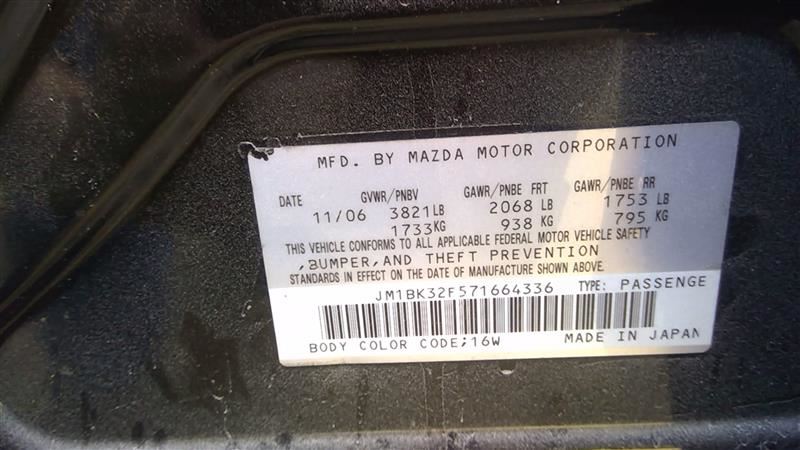 MFD. BY MAZDA MOTOR CORPORATION
DATE GVWR/PNBV GAWR/PNBE FRT GAWR/PNBE RR
11/06 3821 LB 2068 LB 1753 LB
1733KG 938 KG 795 KG
THIS VEHICLE CONFORMS TO ALL APPLICABLE FEDERAL MOTOR VEHICLE SAFETY
,BUMPER,AND THEFT PREVENTION
STANDARDS IN EFFECT ON THE DATE OF MANUFACTURE SHOWN ABOVE.
JM1BK32F571664336 TYPE: PASSENGE
BODY COLOR CODE;16W MADE IN JAPAN